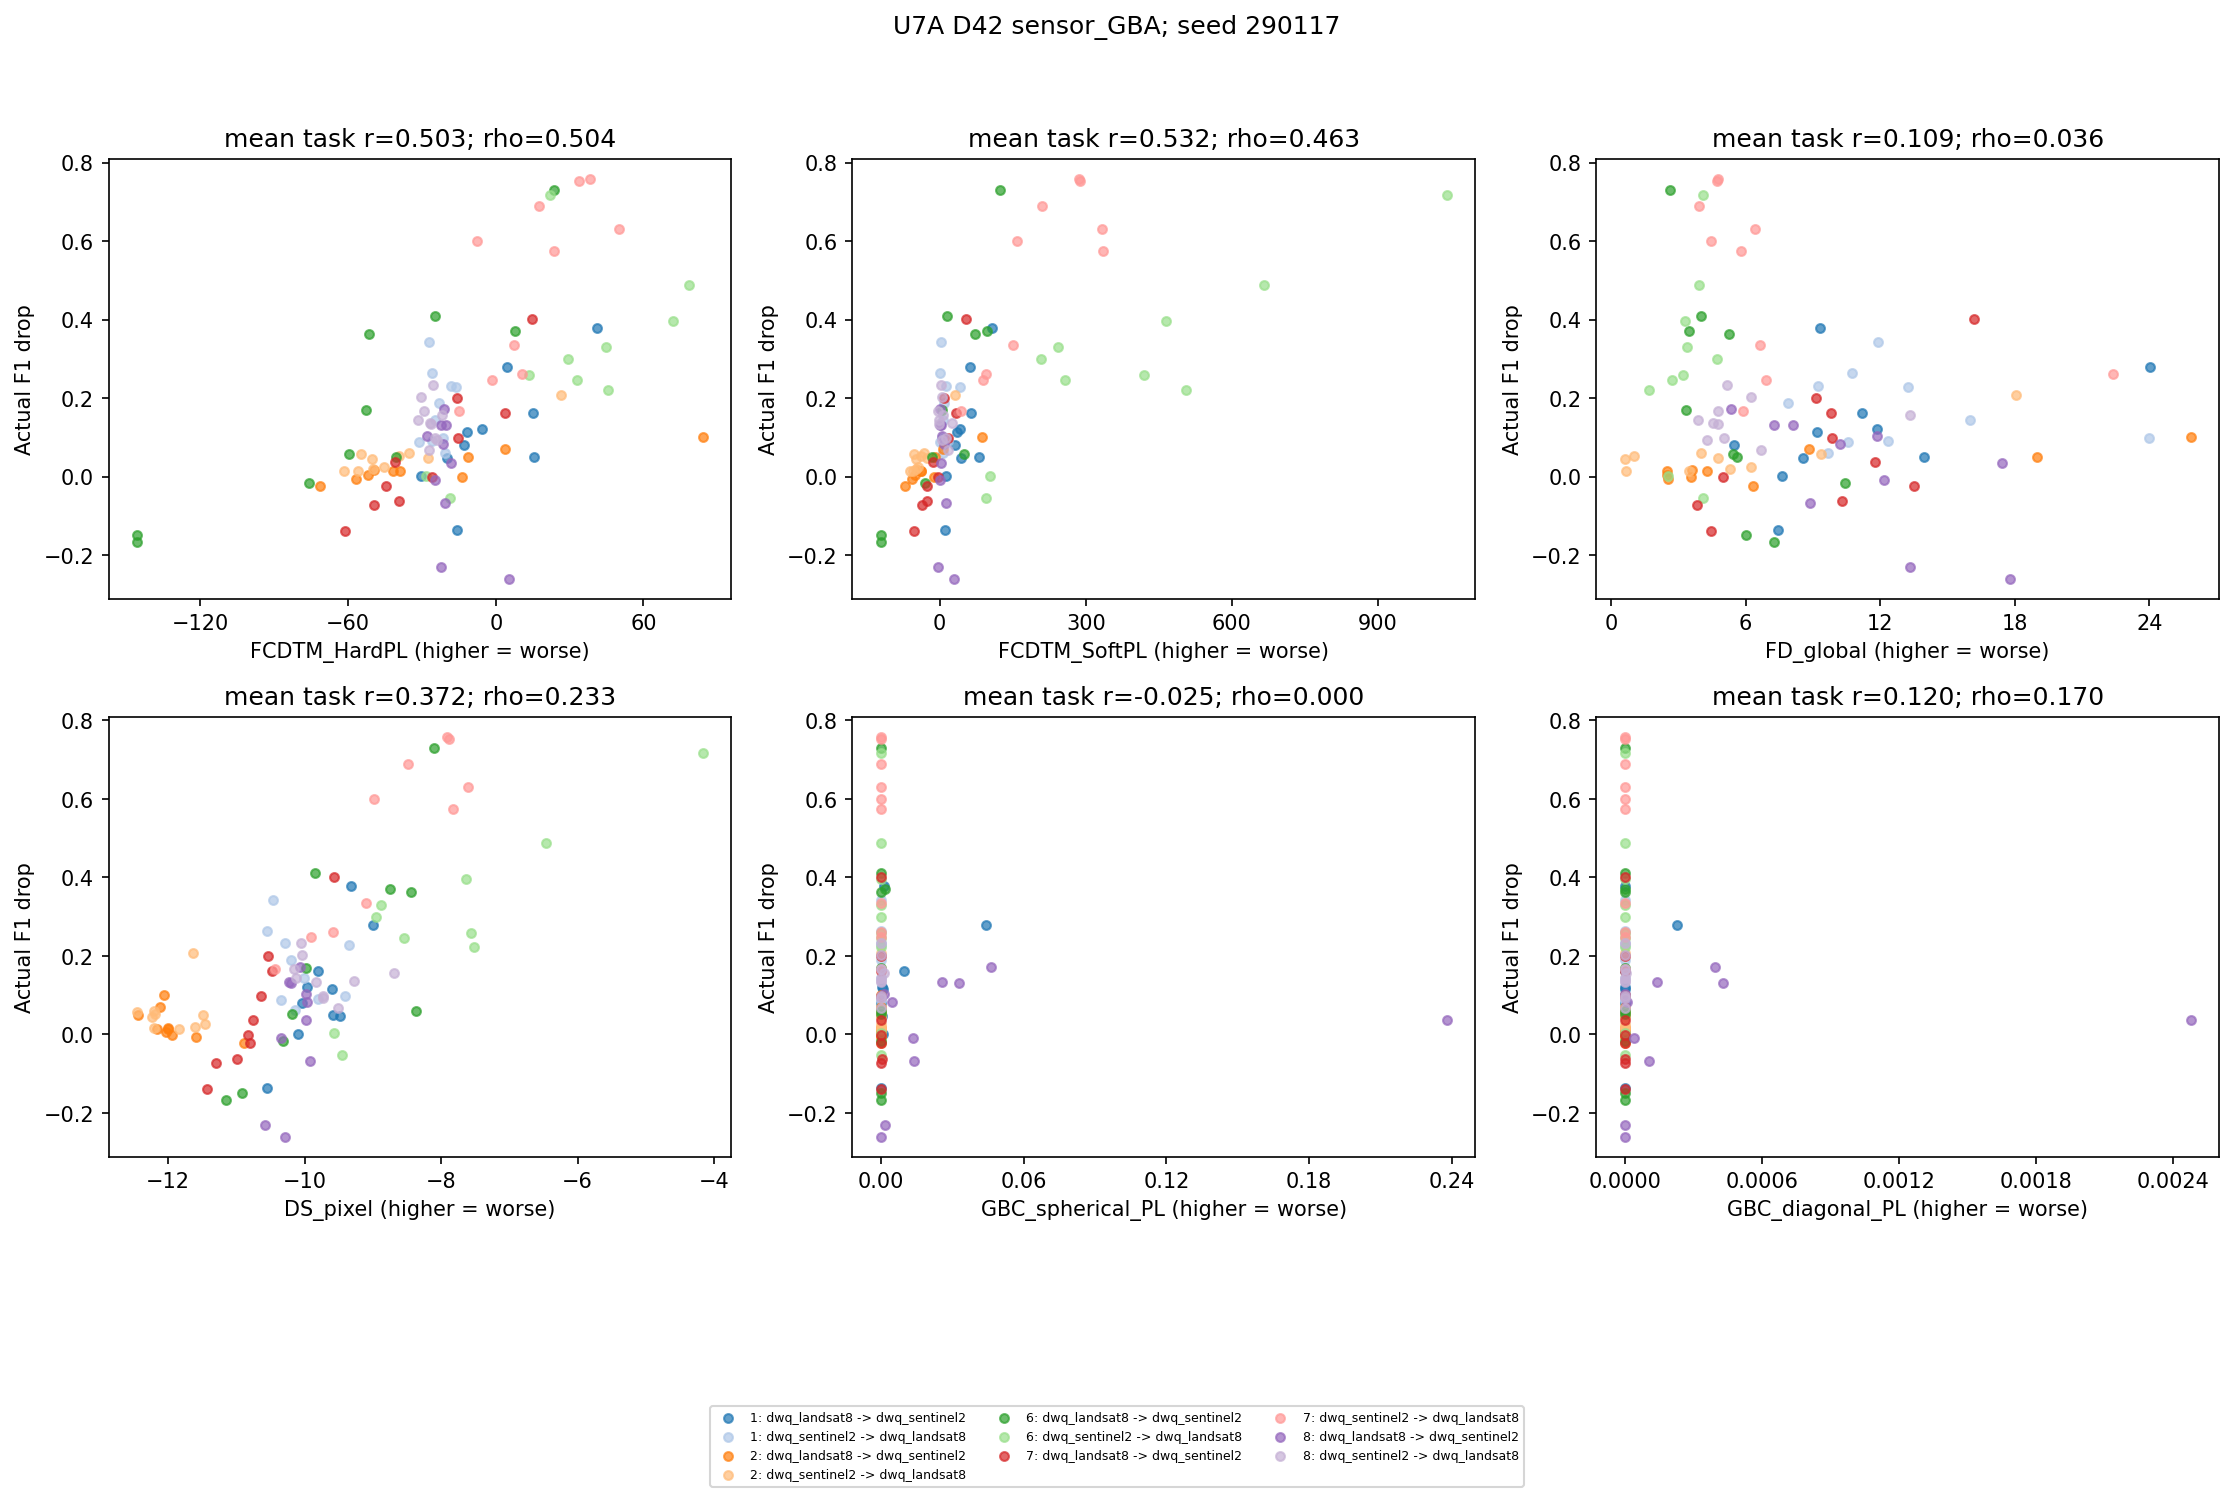 U7A D42 sensor_GBA; seed 290117
mean task r=0.503; rho=0.504
mean task r=0.532; rho=0.463
mean task r=0.109; rho=0.036
0.8
0.6
0.4
0.2
0.0
−0.2
Actual F1 drop
−120
−60
0
60
FCDTM_HardPL (higher = worse)
0.8
0.6
0.4
0.2
0.0
−0.2
Actual F1 drop
0
300
600
900
FCDTM_SoftPL (higher = worse)
0.8
0.6
0.4
0.2
0.0
−0.2
Actual F1 drop
0
6
12
18
24
FD_global (higher = worse)
mean task r=0.372; rho=0.233
mean task r=-0.025; rho=0.000
mean task r=0.120; rho=0.170
0.8
0.6
0.4
0.2
0.0
−0.2
Actual F1 drop
−12
−10
−8
−6
−4
DS_pixel (higher = worse)
0.8
0.6
0.4
0.2
0.0
−0.2
Actual F1 drop
0.00
0.06
0.12
0.18
0.24
GBC_spherical_PL (higher = worse)
0.8
0.6
0.4
0.2
0.0
−0.2
Actual F1 drop
0.0000
0.0006
0.0012
0.0018
0.0024
GBC_diagonal_PL (higher = worse)
1: dwq_landsat8 -> dwq_sentinel2
1: dwq_sentinel2 -> dwq_landsat8
2: dwq_landsat8 -> dwq_sentinel2
2: dwq_sentinel2 -> dwq_landsat8
6: dwq_landsat8 -> dwq_sentinel2
6: dwq_sentinel2 -> dwq_landsat8
7: dwq_landsat8 -> dwq_sentinel2
7: dwq_sentinel2 -> dwq_landsat8
8: dwq_landsat8 -> dwq_sentinel2
8: dwq_sentinel2 -> dwq_landsat8